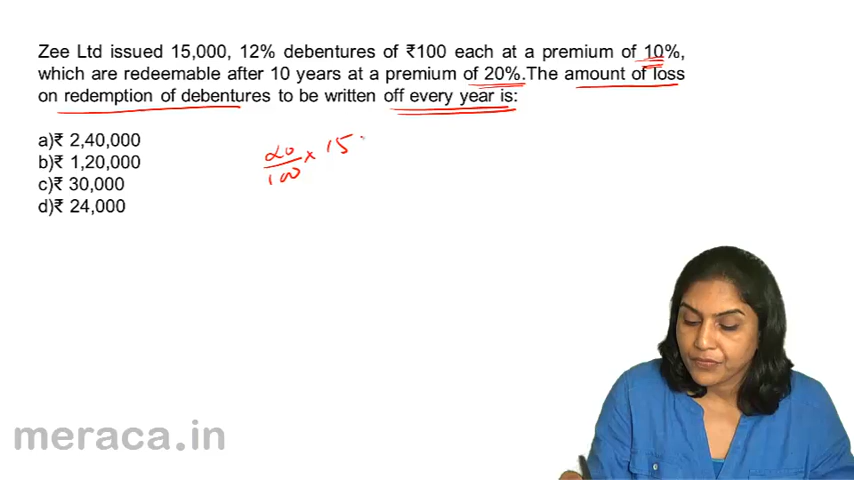 Zee Ltd issued 15,000, 12% debentures of ₹100 each at a premium of 10%,
which are redeemable after 10 years at a premium of 20%.The amount of loss
on redemption of debentures to be written off every year is:
a)₹ 2,40,000
b)₹ 1,20,000
c)₹ 30,000
d)₹ 24,000
20
100
× 15
meraca.in